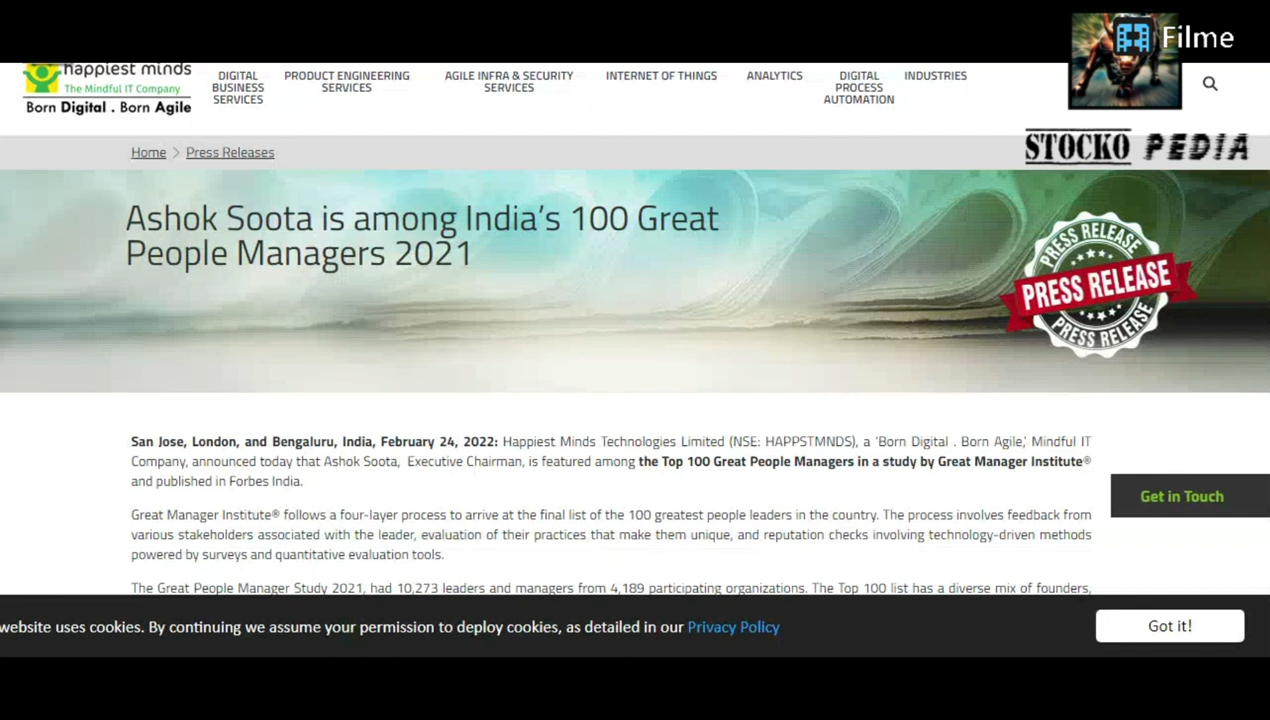 Filme
happiest minds
The Mindful IT Company
Born Digital . Born Agile
DIGITAL
BUSINESS
SERVICES
PRODUCT ENGINEERING
SERVICES
AGILE INFRA & SECURITY
SERVICES
INTERNET OF THINGS
ANALYTICS
DIGITAL
PROCESS
AUTOMATION
INDUSTRIES
Home > Press Releases
STOCKO PEDIA
Ashok Soota is among India’s 100 Great
People Managers 2021
PRESS RELEASE
PRESS RELEASE
PRESS RELEASE
San Jose, London, and Bengaluru, India, February 24, 2022: Happiest Minds Technologies Limited (NSE: HAPPSTMNDS), a ‘Born Digital . Born Agile,’ Mindful IT
Company, announced today that Ashok Soota, Executive Chairman, is featured among the Top 100 Great People Managers in a study by Great Manager Institute®
and published in Forbes India.
Get in Touch
Great Manager Institute® follows a four-layer process to arrive at the final list of the 100 greatest people leaders in the country. The process involves feedback from
various stakeholders associated with the leader, evaluation of their practices that make them unique, and reputation checks involving technology-driven methods
powered by surveys and quantitative evaluation tools.
The Great People Manager Study 2021, had 10,273 leaders and managers from 4,189 participating organizations. The Top 100 list has a diverse mix of founders,
website uses cookies. By continuing we assume your permission to deploy cookies, as detailed in our Privacy Policy
Got it!